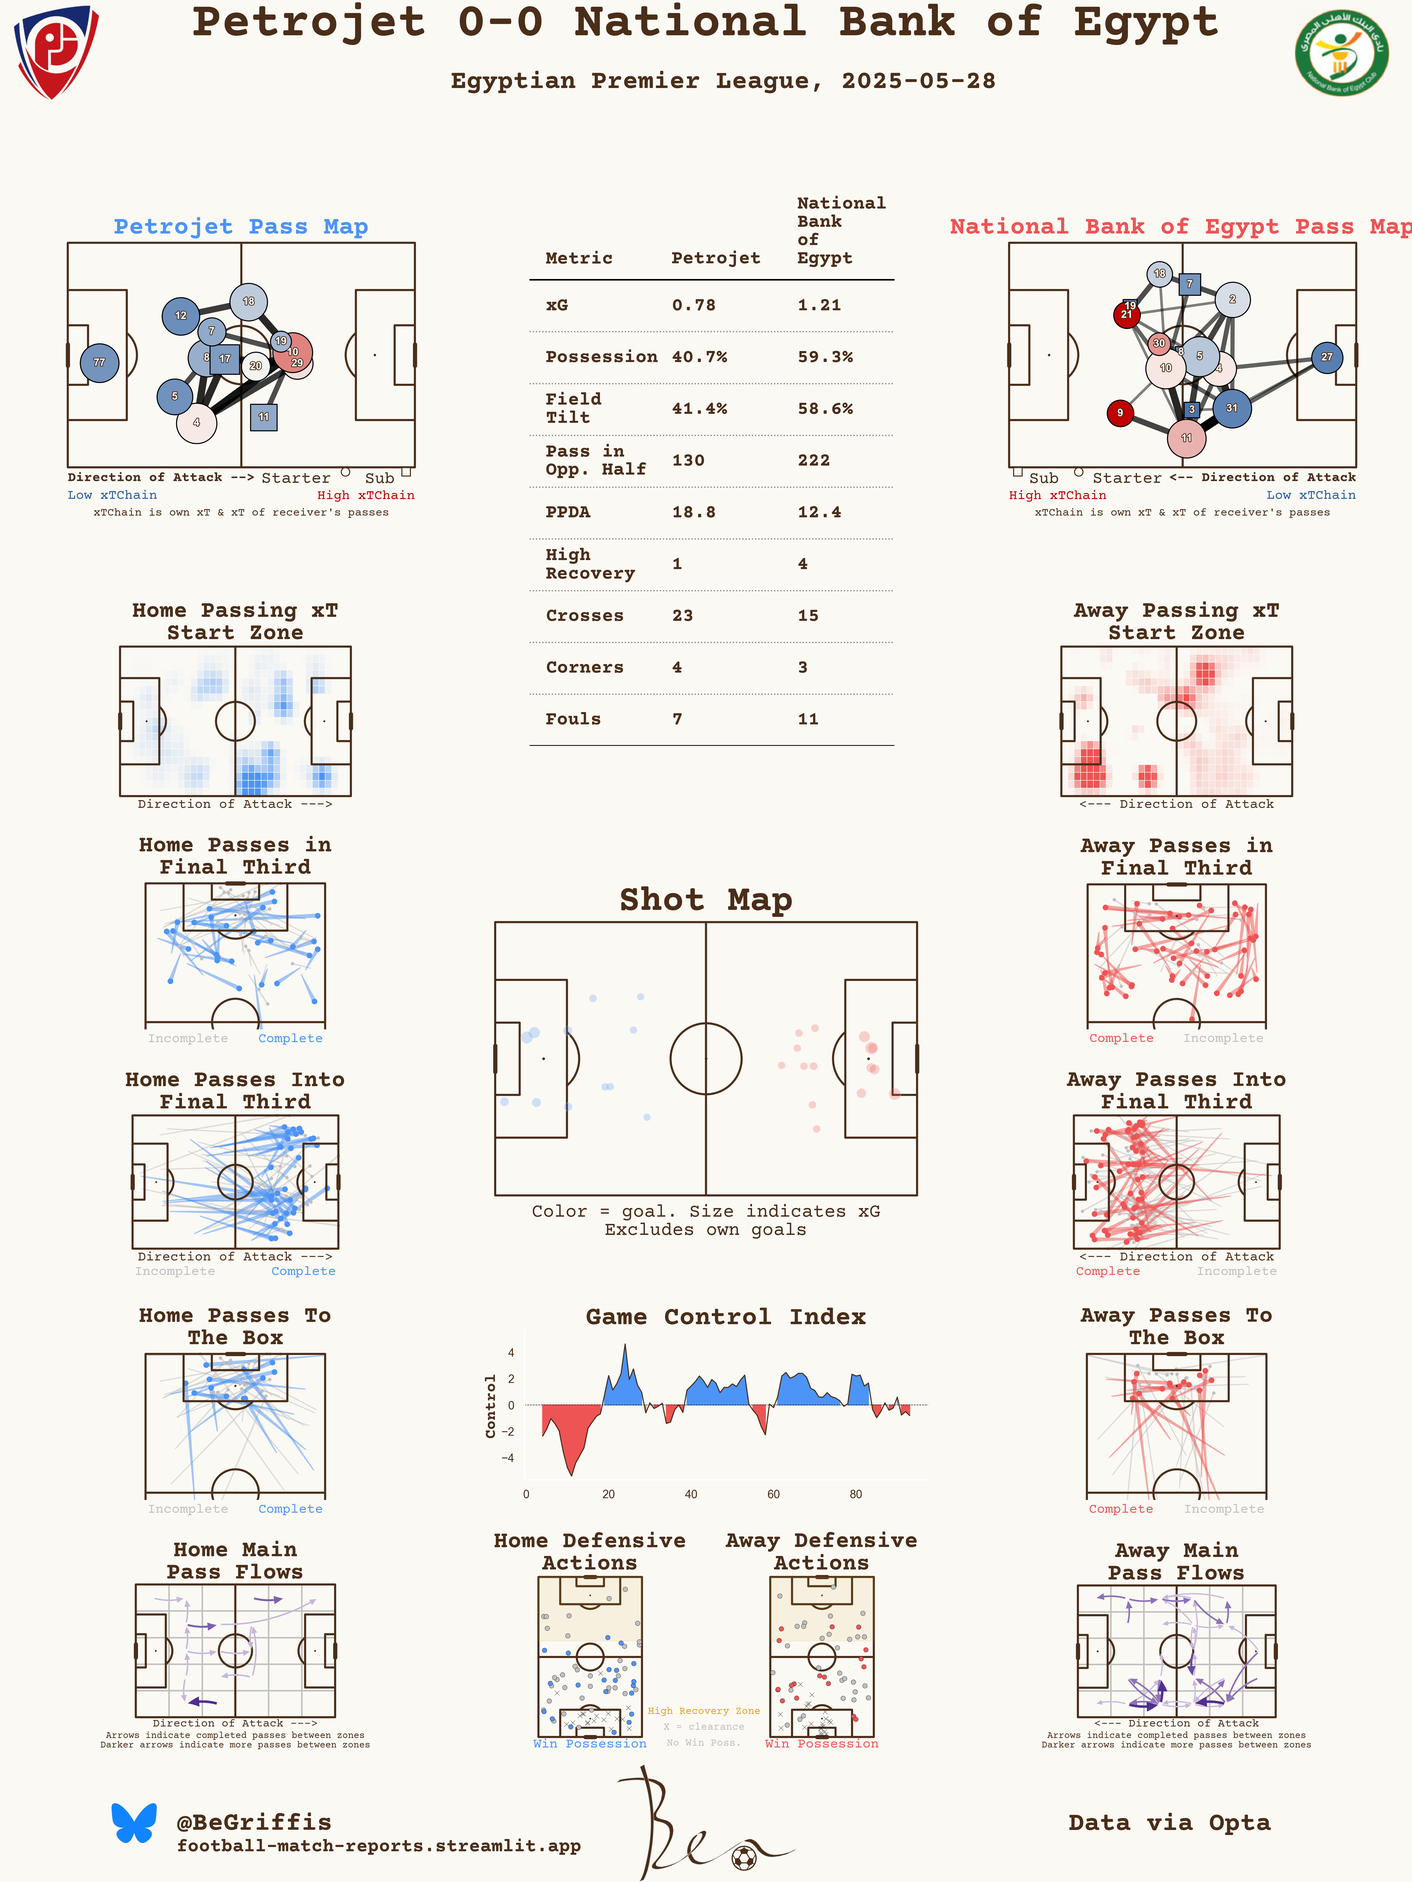 Petrojet 0-0 National Bank of Egypt
Egyptian Premier League, 2025-05-28
نادي البنك الأهلي المصري
National Bank of Egypt Club
Petrojet Pass Map
77
12
5
4
8
7
17
18
20
19
10
29
11
Direction of Attack --> Starter Sub
Low xTChain High xTChain
xTChain is own xT & xT of receiver's passes
Metric Petrojet National
Bank
of
Egypt
xG 0.78 1.21
Possession 40.7% 59.3%
Field
Tilt 41.4% 58.6%
Pass in
Opp. Half 130 222
PPDA 18.8 12.4
High
Recovery 1 4
Crosses 23 15
Corners 4 3
Fouls 7 11
National Bank of Egypt Pass Map
18
7
2
19
21
30
8
5
4
10
27
9
3
31
11
Sub Starter <-- Direction of Attack
High xTChain Low xTChain
xTChain is own xT & xT of receiver's passes
Home Passing xT
Start Zone
Direction of Attack --->
Away Passing xT
Start Zone
<--- Direction of Attack
Home Passes in
Final Third
Incomplete Complete
Shot Map
Color = goal. Size indicates xG
Excludes own goals
Away Passes in
Final Third
Complete Incomplete
Home Passes Into
Final Third
Direction of Attack --->
Incomplete Complete
Away Passes Into
Final Third
<--- Direction of Attack
Complete Incomplete
Home Passes To
The Box
Incomplete Complete
Game Control Index
Control
4
2
0
−2
−4
0 20 40 60 80
Away Passes To
The Box
Complete Incomplete
Home Main
Pass Flows
Direction of Attack --->
Arrows indicate completed passes between zones
Darker arrows indicate more passes between zones
Home Defensive
Actions
Win Possession
High Recovery Zone
X = clearance
No Win Poss.
Away Defensive
Actions
Win Possession
Away Main
Pass Flows
<--- Direction of Attack
Arrows indicate completed passes between zones
Darker arrows indicate more passes between zones
@BeGriffis
football-match-reports.streamlit.app
Ben
Data via Opta